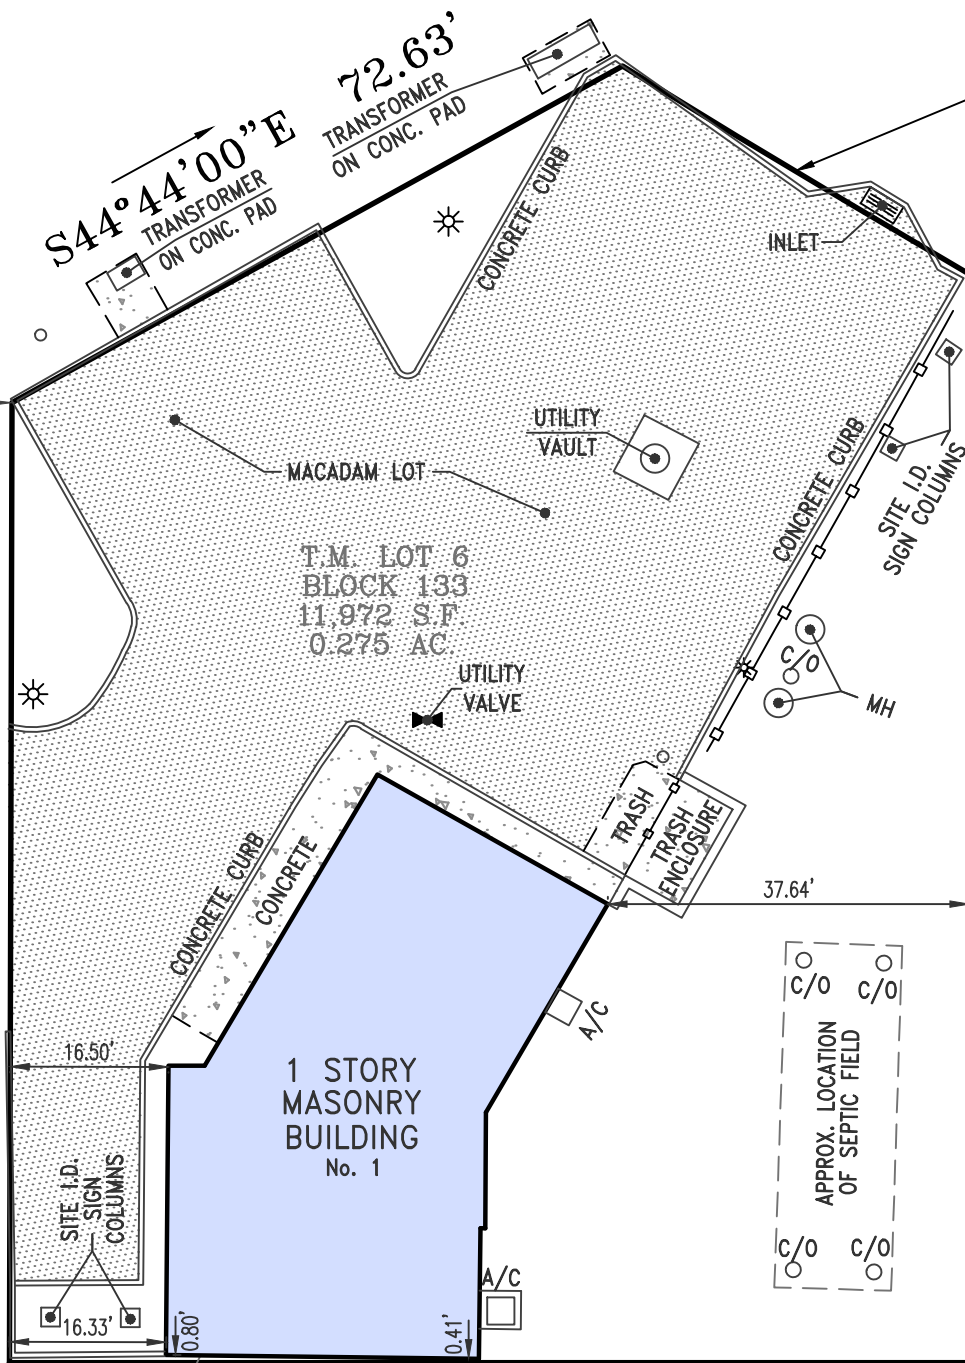 S44°44'00"E 72.63'
TRANSFORMER
ON CONC. PAD
TRANSFORMER
ON CONC. PAD
CONCRETE CURB
INLET
UTILITY
VAULT
MACADAM LOT
CONCRETE CURB
SITE I.D.
SIGN COLUMNS
T.M. LOT 6
BLOCK 133
11,972 S.F.
0.275 AC.
UTILITY
VALVE
C/O
MH
TRASH
TRASH
ENCLOSURE
CONCRETE CURB
CONCRETE
37.64'
C/O
C/O
A/C
16.50'
1 STORY
MASONRY
BUILDING
No. 1
APPROX. LOCATION
OF SEPTIC FIELD
SITE I.D.
SIGN
COLUMNS
C/O
C/O
A/C
16.33'
0.80'
0.41'